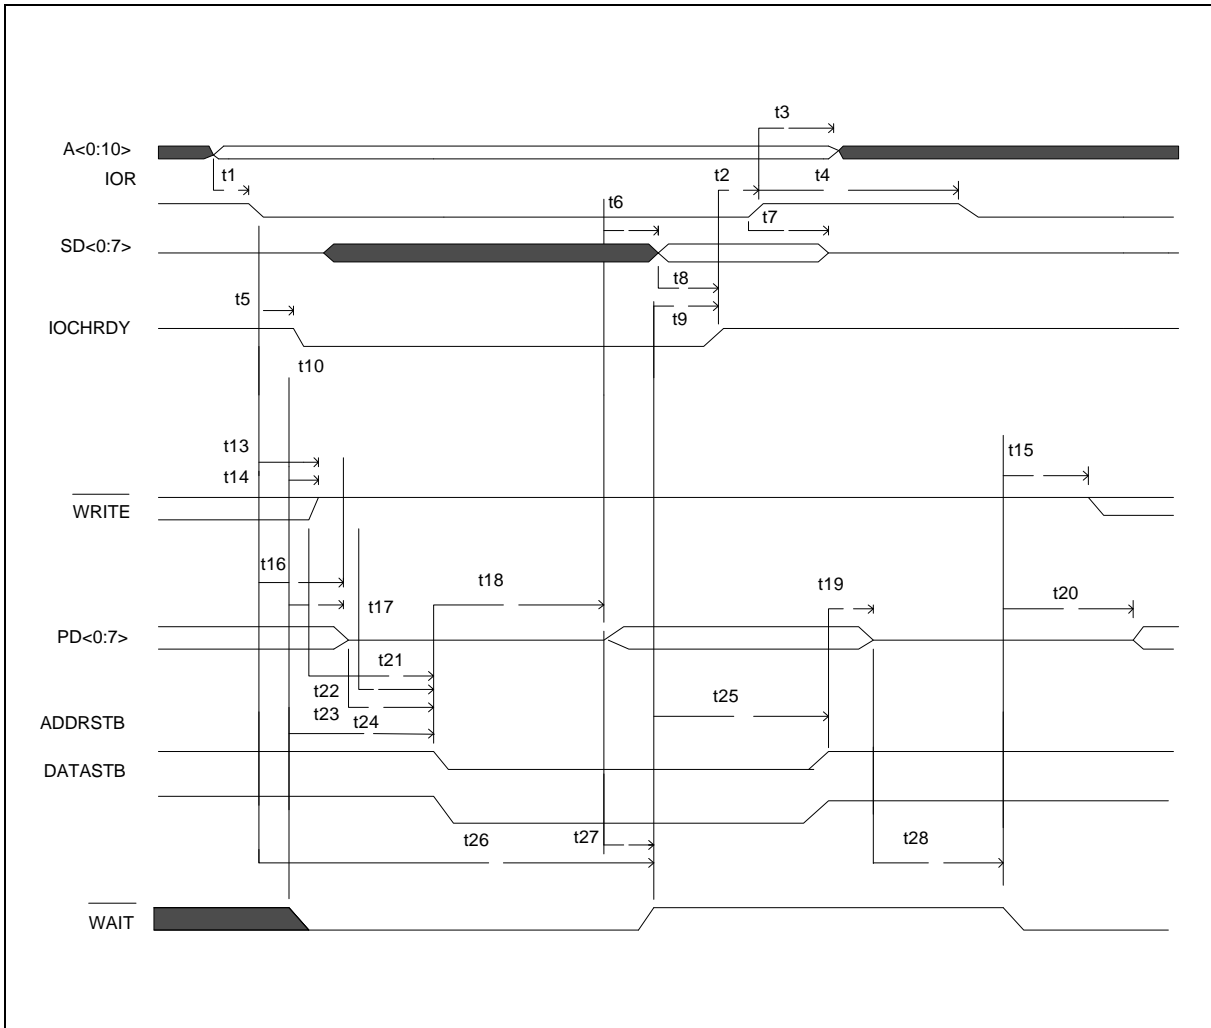 t3
A<0:10>
IOR
t1
t2
t4
t6
t7
SD<0:7>
t8
t5
t9
IOCHRDY
t10
t13
t15
t14
WRITE
t16
t18
t19
t20
t17
PD<0:7>
t21
t22
t25
t23
t24
ADDRSTB
DATASTB
t26
t27
t28
WAIT